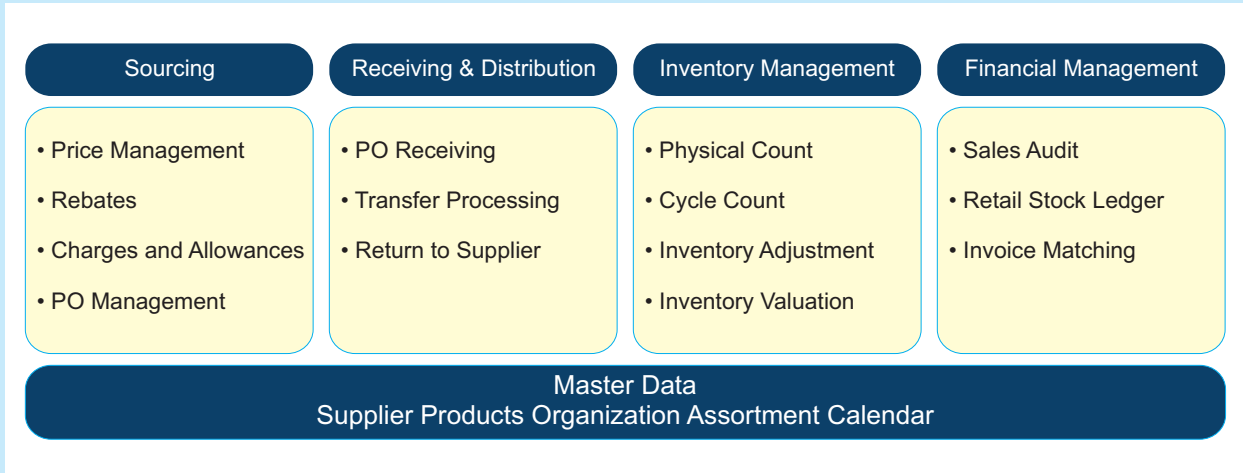 Sourcing
• Price Management
• Rebates
• Charges and Allowances
• PO Management
Receiving & Distribution
• PO Receiving
• Transfer Processing
• Return to Supplier
Inventory Management
• Physical Count
• Cycle Count
• Inventory Adjustment
• Inventory Valuation
Financial Management
• Sales Audit
• Retail Stock Ledger
• Invoice Matching
Master Data
Supplier Products Organization Assortment Calendar